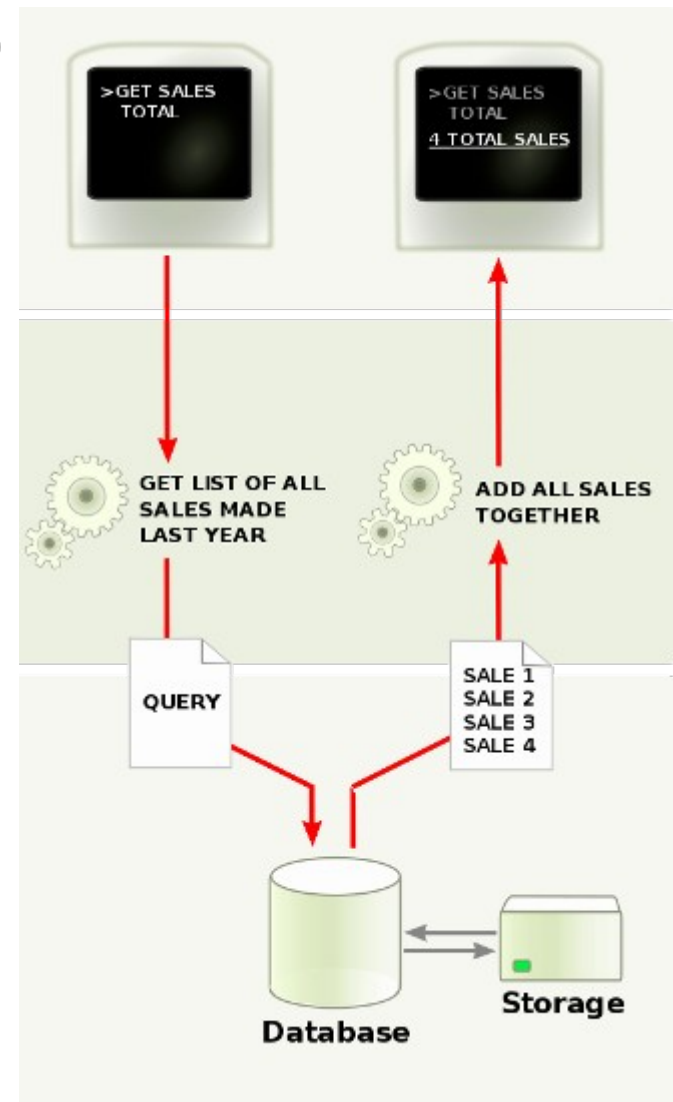 >GET SALES
TOTAL
>GET SALES
TOTAL
4 TOTAL SALES
GET LIST OF ALL
SALES MADE
LAST YEAR
ADD ALL SALES
TOGETHER
QUERY
SALE 1
SALE 2
SALE 3
SALE 4
Database
Storage